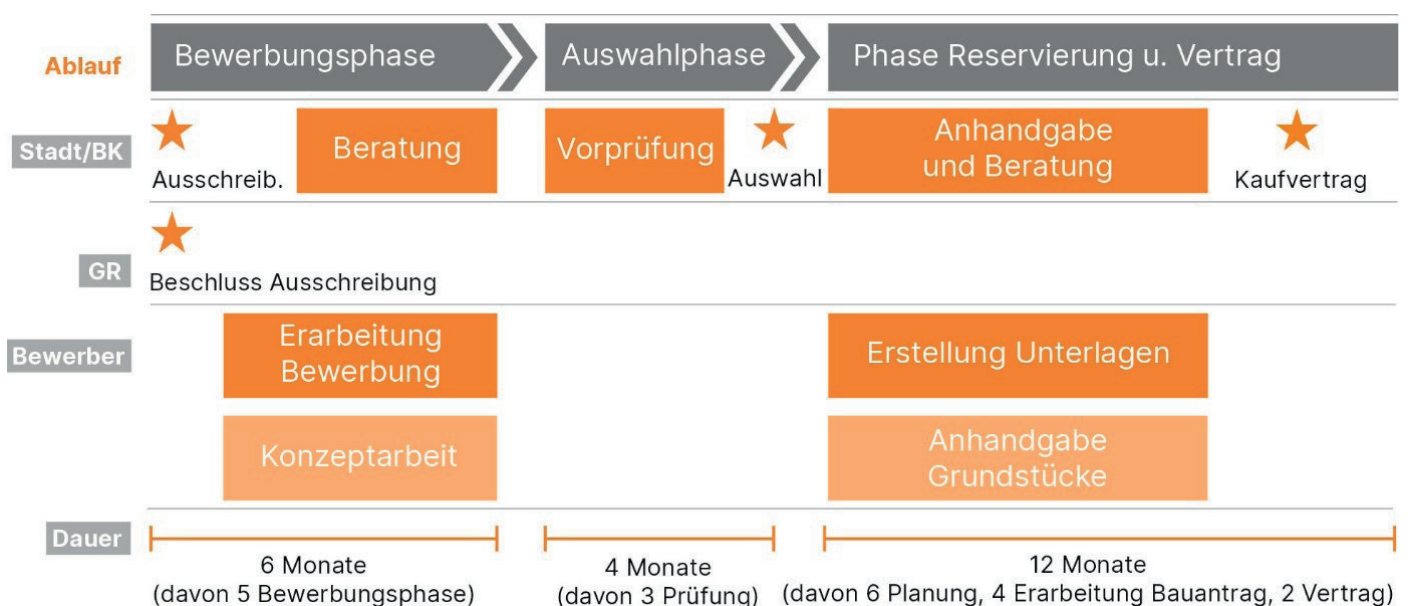 Ablauf
Bewerbungsphase
Auswahlphase
Phase Reservierung u. Vertrag
Stadt/BK
Ausschreib.
Beratung
Vorprüfung
Auswahl
Anhandgabe
und Beratung
Kaufvertrag
GR
Beschluss Ausschreibung
Bewerber
Erarbeitung
Bewerbung
Erstellung Unterlagen
Konzeptarbeit
Anhandgabe
Grundstücke
Dauer
6 Monate
(davon 5 Bewerbungsphase)
4 Monate
(davon 3 Prüfung)
12 Monate
(davon 6 Planung, 4 Erarbeitung Bauantrag, 2 Vertrag)